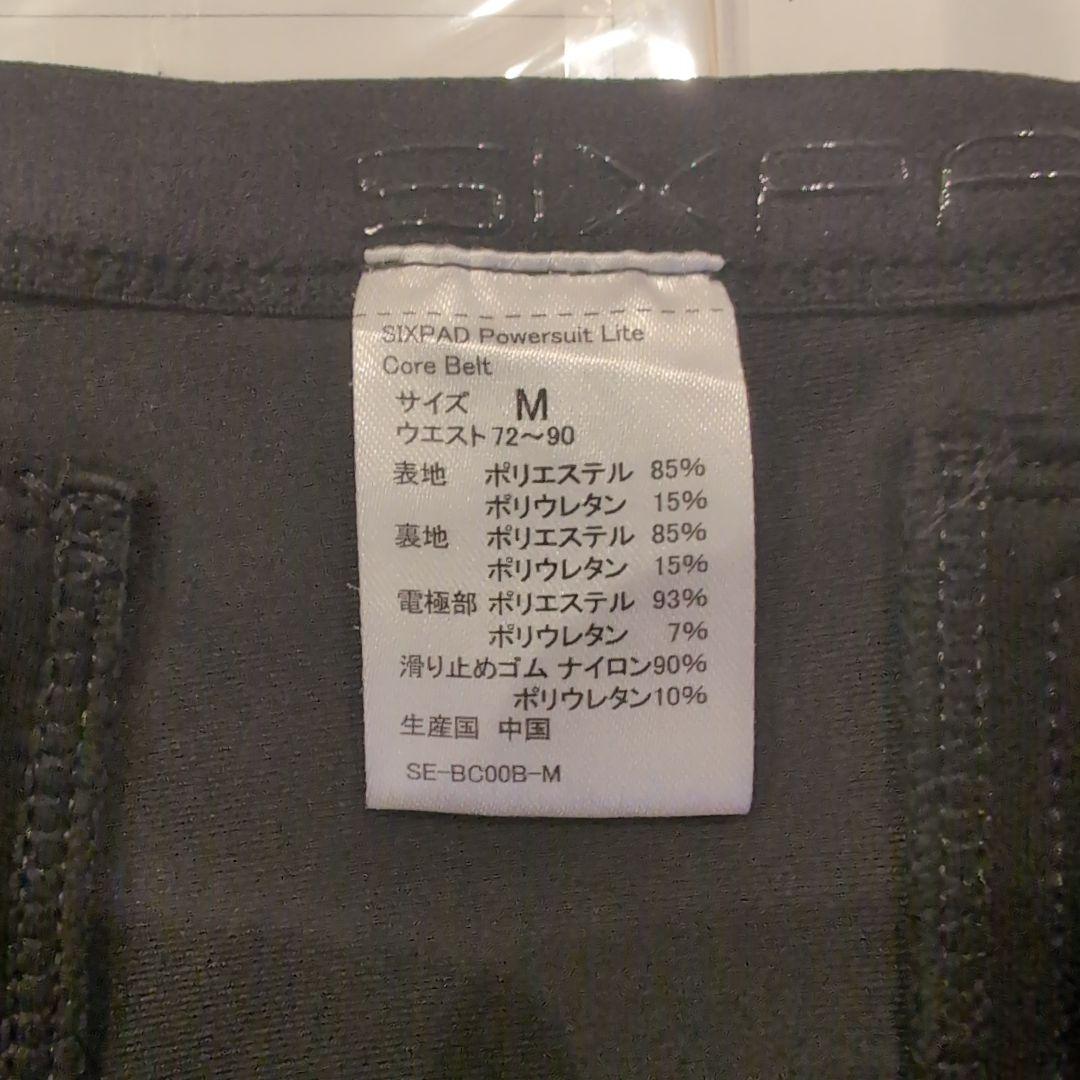 SIXPA
SIXPAD Powersuit Lite
Core Belt
サイズ M
ウエスト72～90
表地 ポリエステル 85%
ポリウレタン 15%
裏地 ポリエステル 85%
ポリウレタン 15%
電極部 ポリエステル 93%
ポリウレタン 7%
滑り止めゴム ナイロン90%
ポリウレタン10%
生産国 中国
SE-BC00B-M